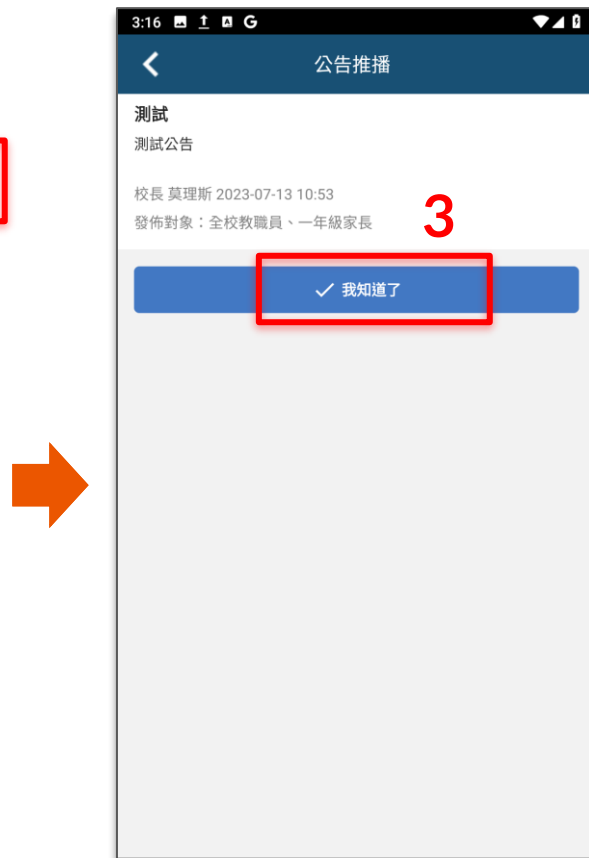 3:16
公告推播
測試
測試公告
校長 莫理斯 2023-07-13 10:53
發佈對象：全校教職員、一年級家長
3
我知道了